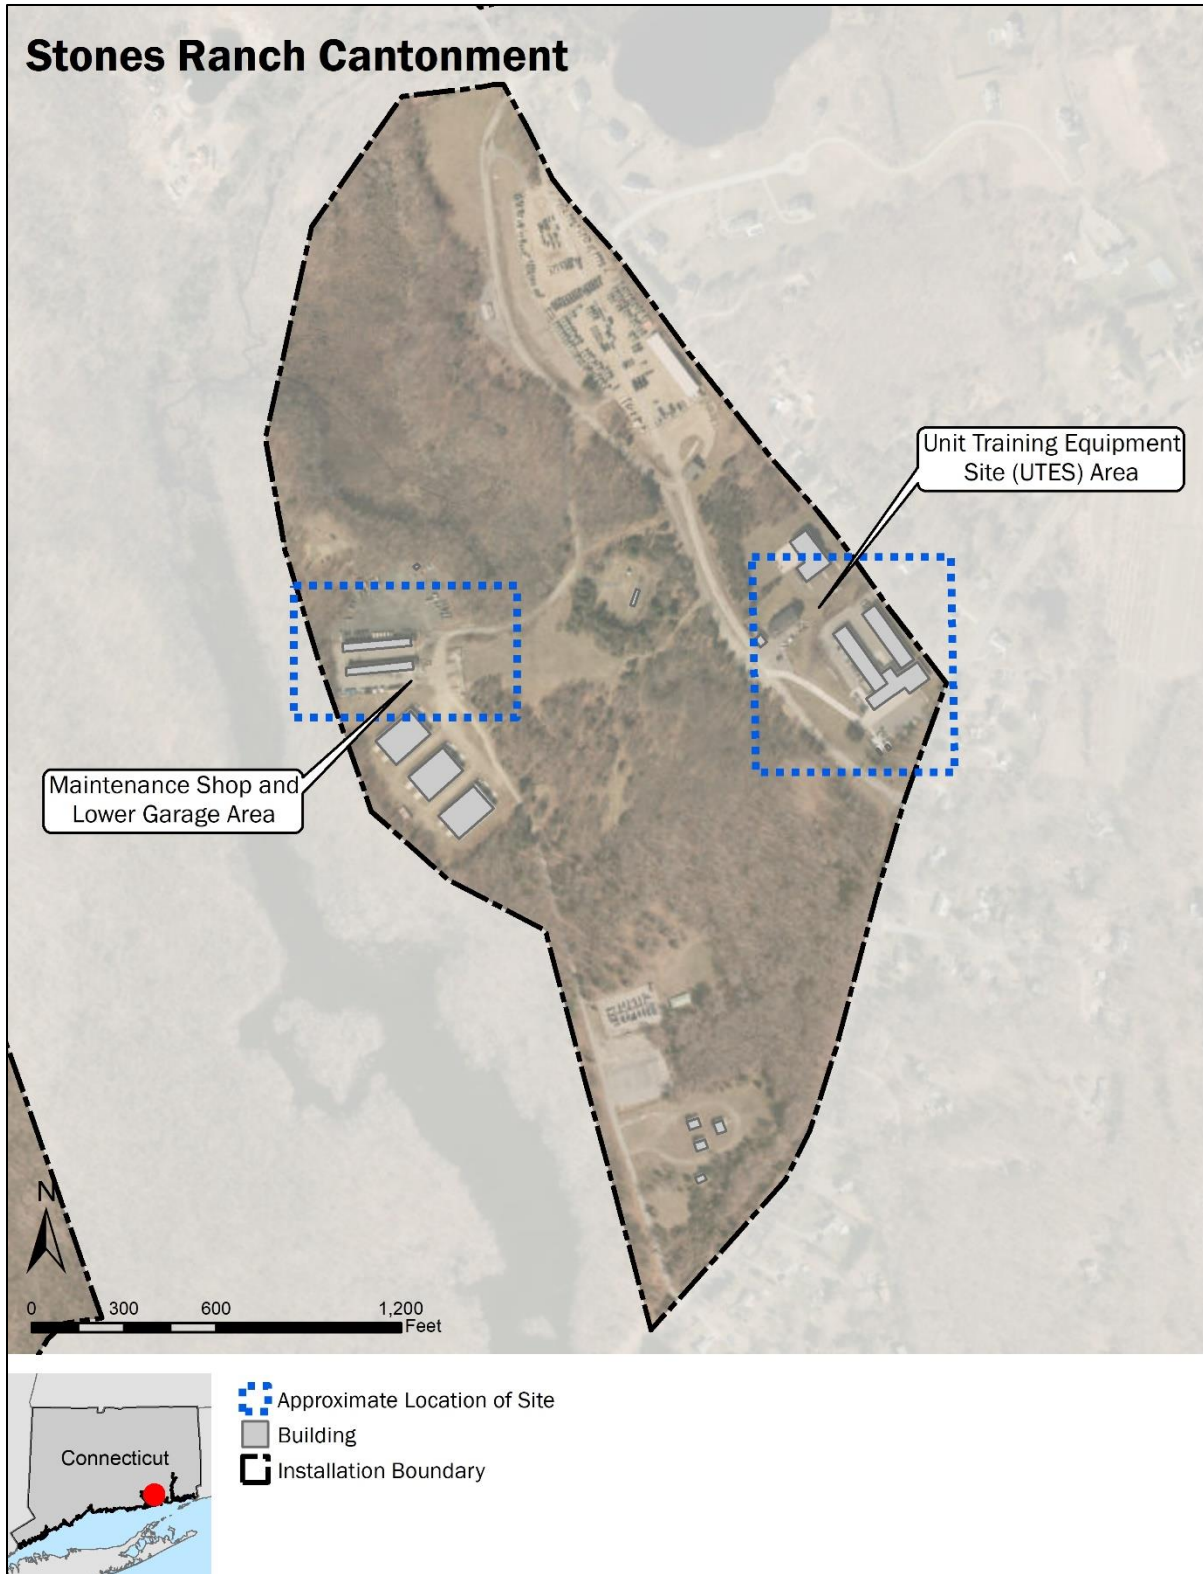 Stones Ranch Cantonment
Unit Training Equipment
Site (UTES) Area
Maintenance Shop and
Lower Garage Area
N
0 300 600 1,200
Feet
Connecticut
Approximate Location of Site
Building
Installation Boundary